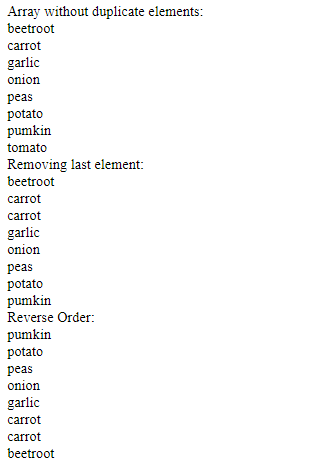 Array without duplicate elements:
beetroot
carrot
garlic
onion
peas
potato
pumkin
tomato
Removing last element:
beetroot
carrot
carrot
garlic
onion
peas
potato
pumkin
Reverse Order:
pumkin
potato
peas
onion
garlic
carrot
carrot
beetroot